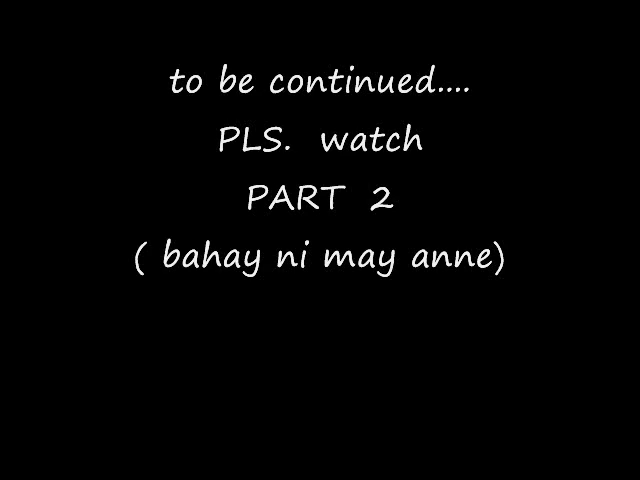 to be continued....
PLS. watch
PART 2
( bahay ni may anne)